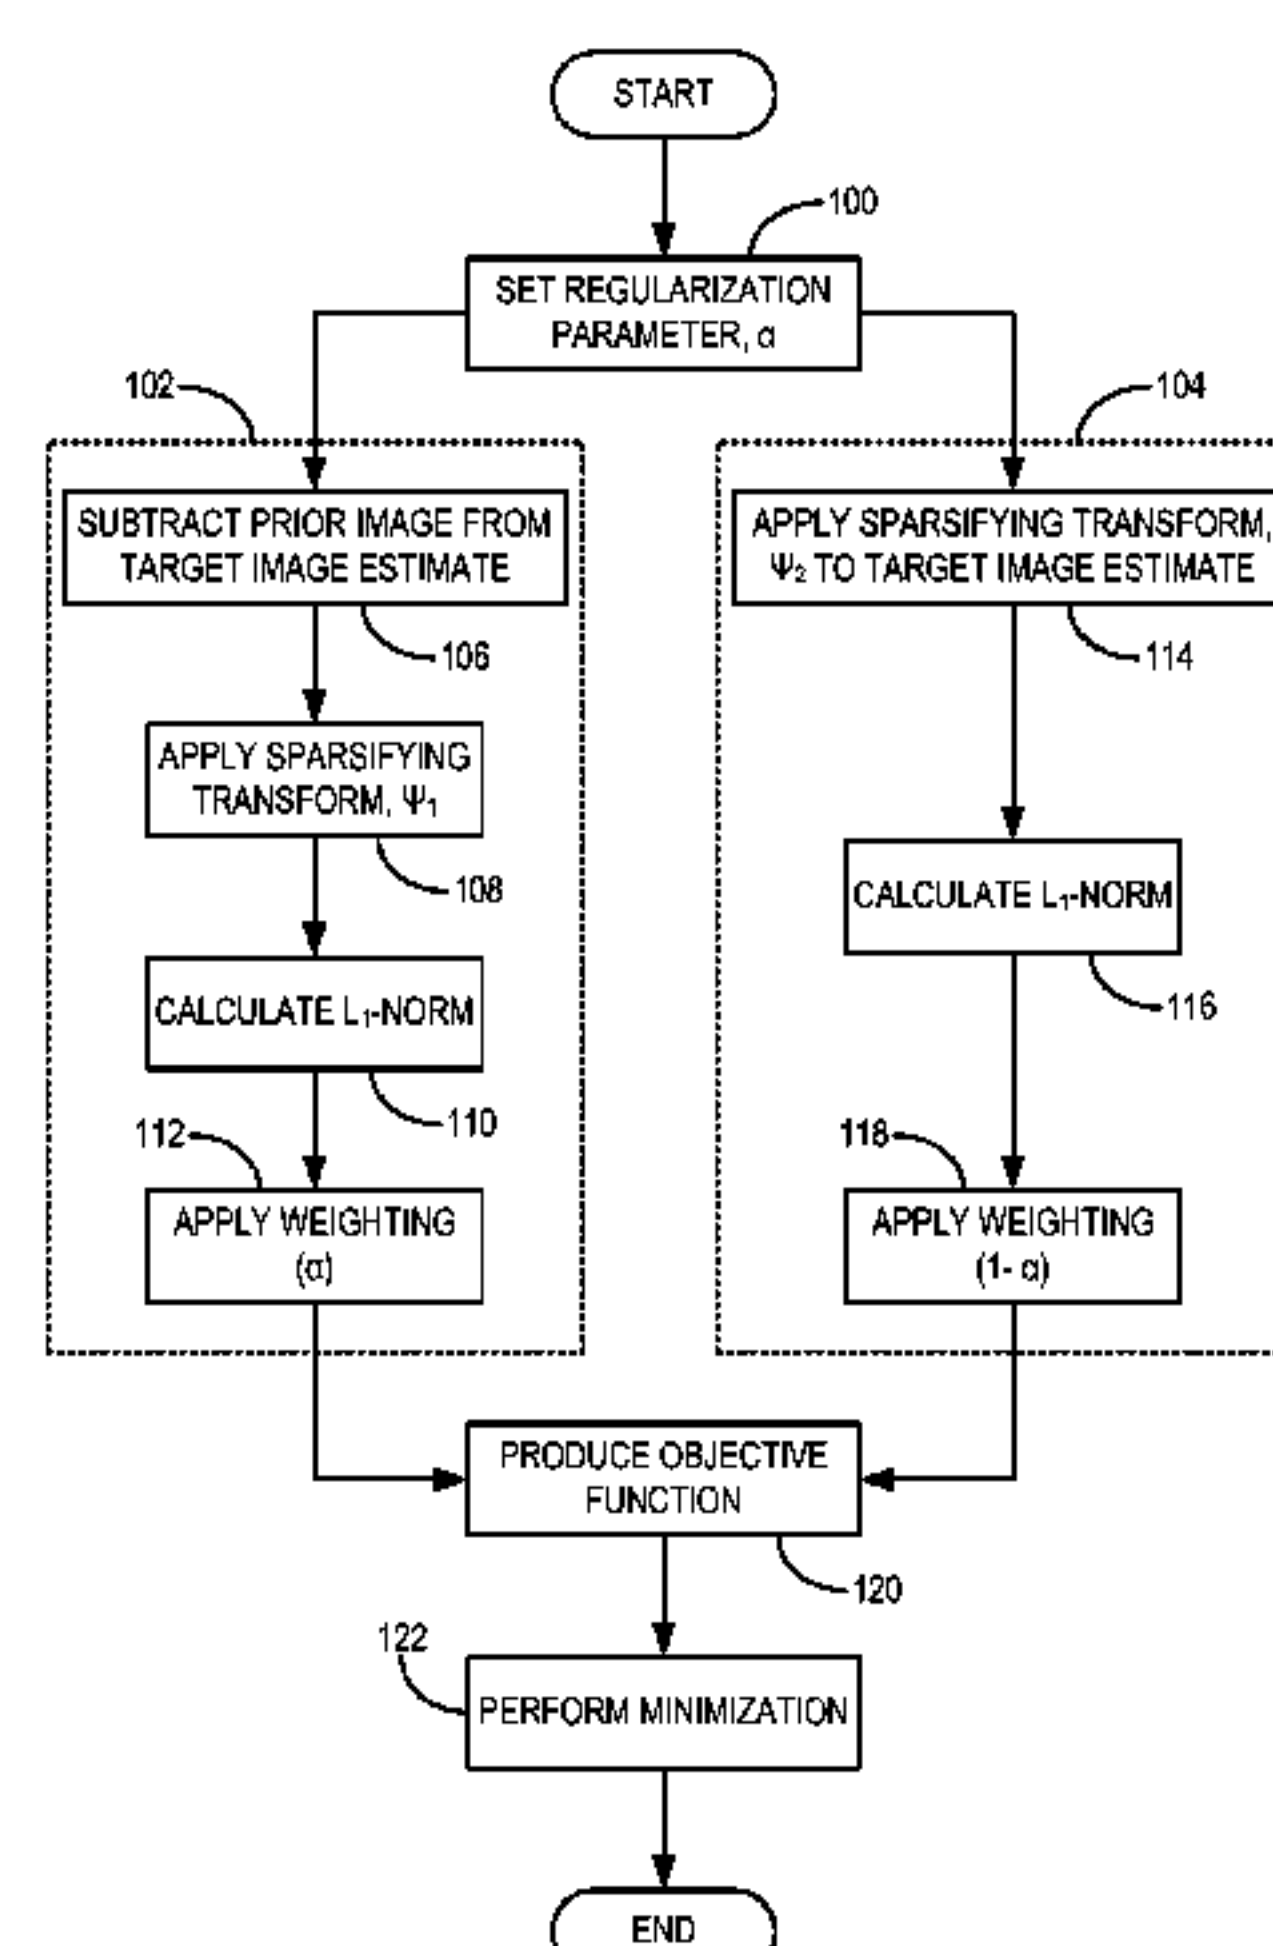 START
100
SET REGULARIZATION
PARAMETER, α
102
104
SUBTRACT PRIOR IMAGE FROM
TARGET IMAGE ESTIMATE
106
APPLY SPARSIFYING
TRANSFORM, Ψ₁
108
CALCULATE L₁-NORM
110
112
APPLY WEIGHTING
(α)
APPLY SPARSIFYING TRANSFORM,
Ψ₂ TO TARGET IMAGE ESTIMATE
114
CALCULATE L₁-NORM
116
118
APPLY WEIGHTING
(1- α)
PRODUCE OBJECTIVE
FUNCTION
120
122
PERFORM MINIMIZATION
END